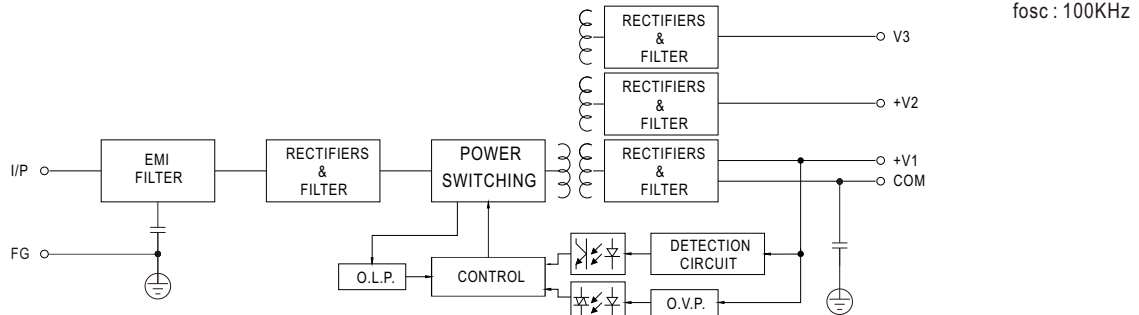 fosc : 100KHz
RECTIFIERS
&
FILTER
V3
RECTIFIERS
&
FILTER
+V2
I/P
EMI
FILTER
RECTIFIERS
&
FILTER
POWER
SWITCHING
RECTIFIERS
&
FILTER
+V1
COM
FG
O.L.P.
CONTROL
DETECTION
CIRCUIT
O.V.P.